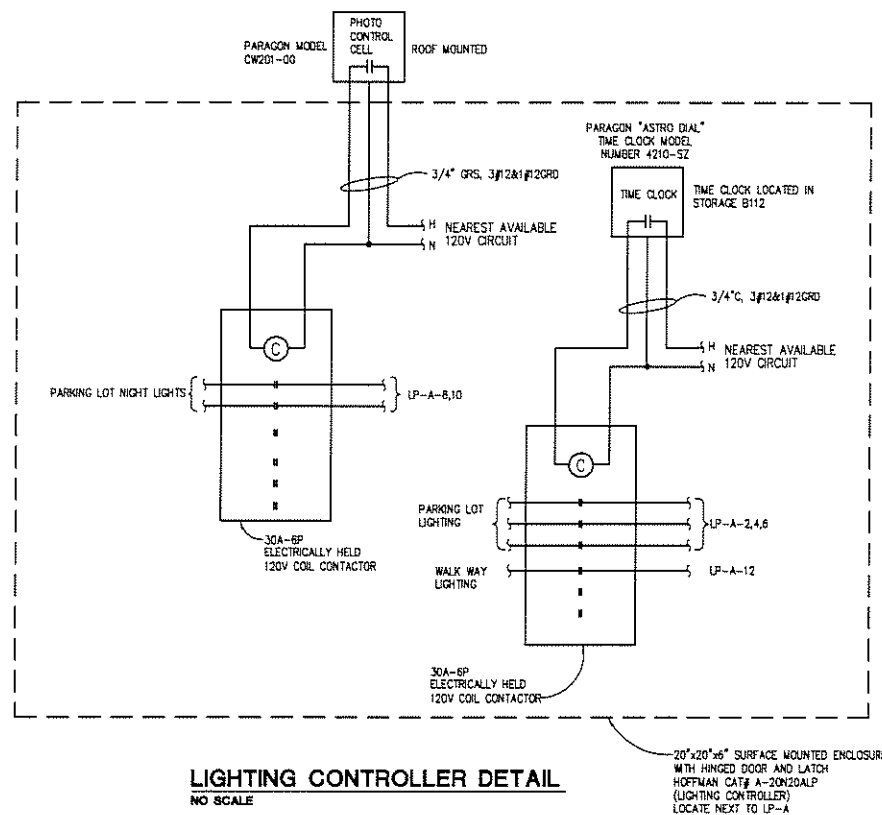 PHOTO
CONTROL
CELL
PARAGON MODEL
CW201-00
ROOF MOUNTED
PARAGON "ASTRO DIAL"
TIME CLOCK MODEL
NUMBER 4210-SZ
TIME CLOCK
TIME CLOCK LOCATED IN
STORAGE B112
3/4" GRS, 3#12&1#12GRD
H
N
NEAREST AVAILABLE
120V CIRCUIT
3/4"C, 3#12&1#12GRD
H
N
NEAREST AVAILABLE
120V CIRCUIT
C
PARKING LOT NIGHT LIGHTS
LP-A-8,10
30A-6P
ELECTRICALLY HELD
120V COIL CONTACTOR
C
PARKING LOT
LIGHTING
LP-A-2,4,6
WALK WAY
LIGHTING
LP-A-12
30A-6P
ELECTRICALLY HELD
120V COIL CONTACTOR
20"x20"x6" SURFACE MOUNTED ENCLOSURE
WITH HINGED DOOR AND LATCH
HOFFMAN CAT# A-20N20ALP
(LIGHTING CONTROLLER)
LOCATE NEXT TO LP-A
LIGHTING CONTROLLER DETAIL
NO SCALE